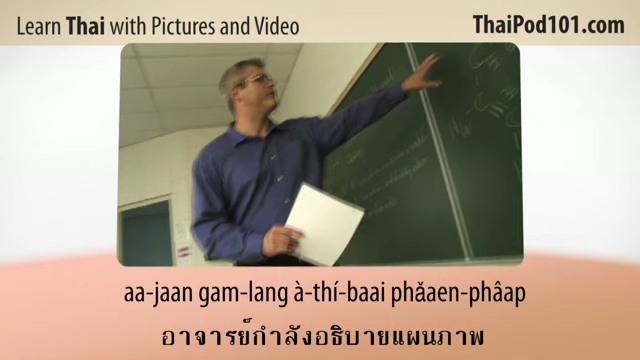 Learn Thai with Pictures and Video
ThaiPod101.com
aa-jaan gam-lang à-thí-baai phǎaen-phâap
อาจารย์กำลังอธิบายแผนภาพ